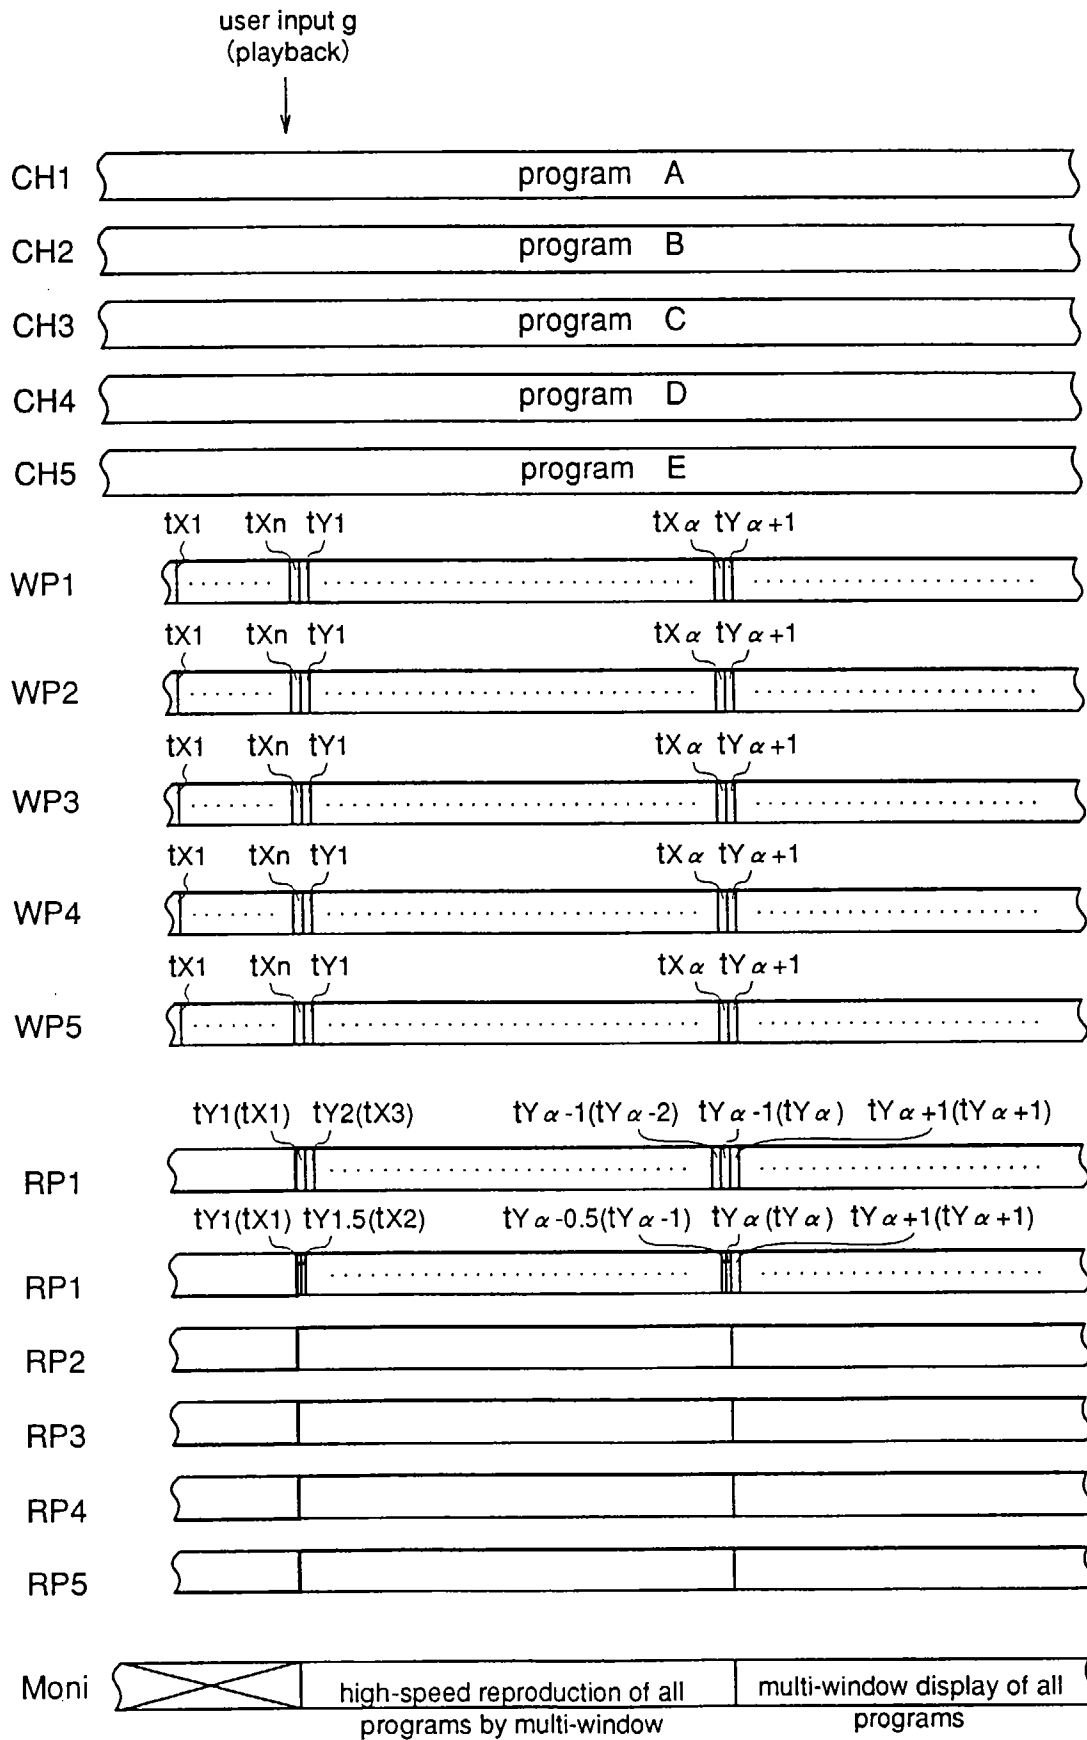 user input g
(playback)
CH1 program A
CH2 program B
CH3 program C
CH4 program D
CH5 program E
tX1 tXn tY1 tXα tYα+1
WP1
tX1 tXn tY1 tXα tYα+1
WP2
tX1 tXn tY1 tXα tYα+1
WP3
tX1 tXn tY1 tXα tYα+1
WP4
tX1 tXn tY1 tXα tYα+1
WP5
tY1(tX1) tY2(tX3) tYα-1(tYα-2) tYα-1(tYα) tYα+1(tYα+1)
RP1
tY1(tX1) tY1.5(tX2) tYα-0.5(tYα-1) tYα(tYα) tYα+1(tYα+1)
RP1
RP2
RP3
RP4
RP5
Moni high-speed reproduction of all programs by multi-window
multi-window display of all programs